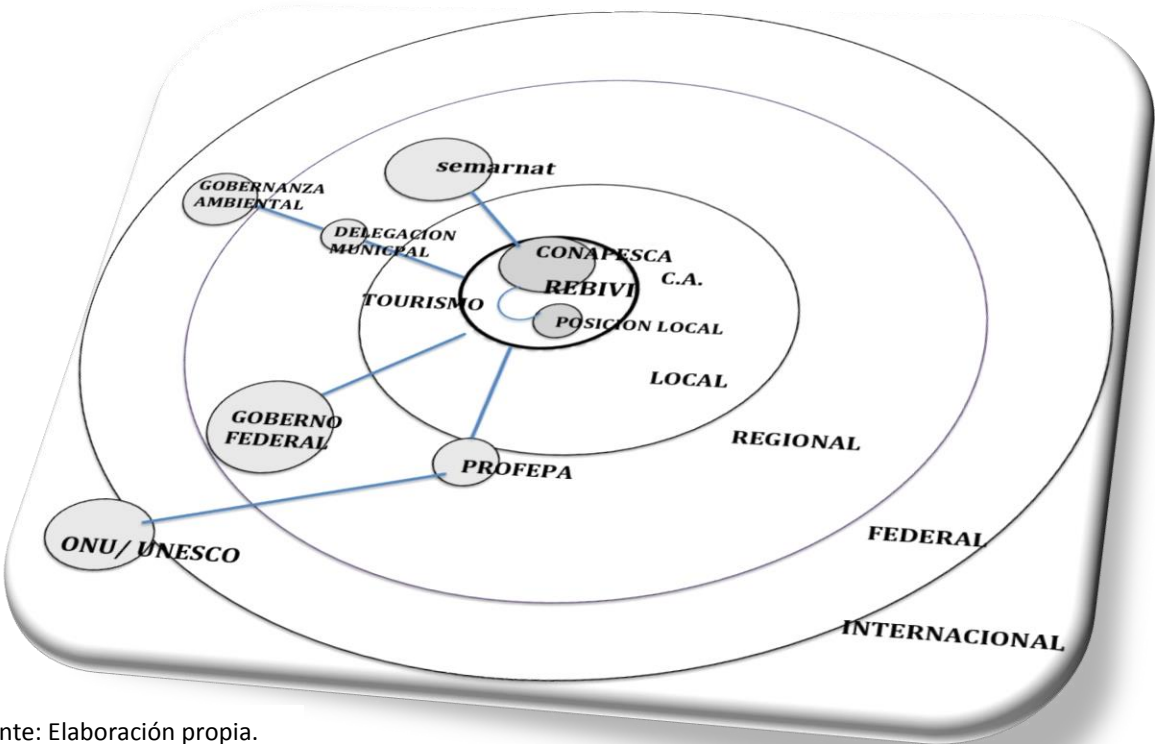 semarnat
GOBERNANZA
AMBIENTAL
DELEGACION
MUNICPAL
CONAPESCA
C.A.
REBIVI
TOURISMO
POSICION LOCAL
LOCAL
GOBERNO
FEDERAL
REGIONAL
PROFEPA
FEDERAL
ONU/ UNESCO
INTERNACIONAL
nte: Elaboración propia.